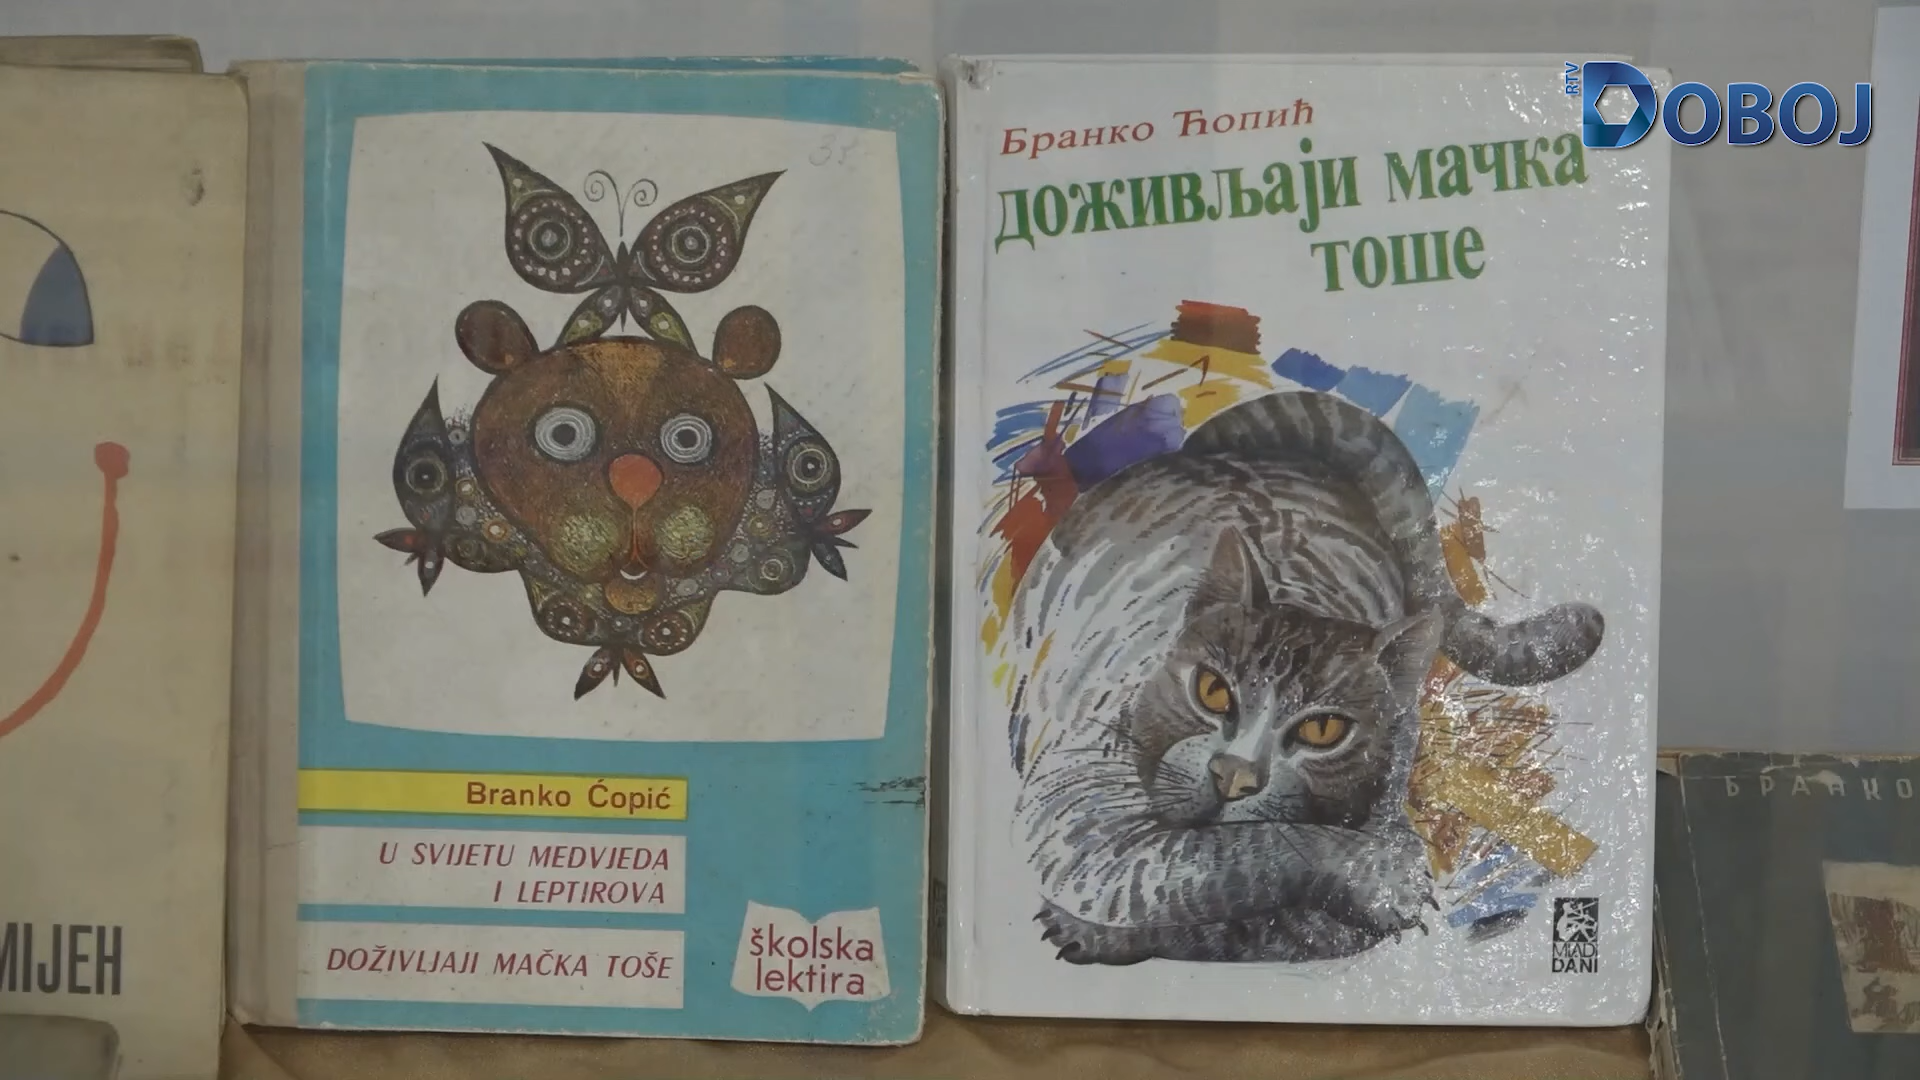 Branko Ćopić
U SVIJETU MEDVJEDA
I LEPTIROVA
DOŽIVLJAJI MAČKA TOŠE
školska
lektira
Бранко Ћопић
доживљаји мачка
тоше
MLADI
DANI
RTV DOBOJ
БРАНКО
МИЈЕН